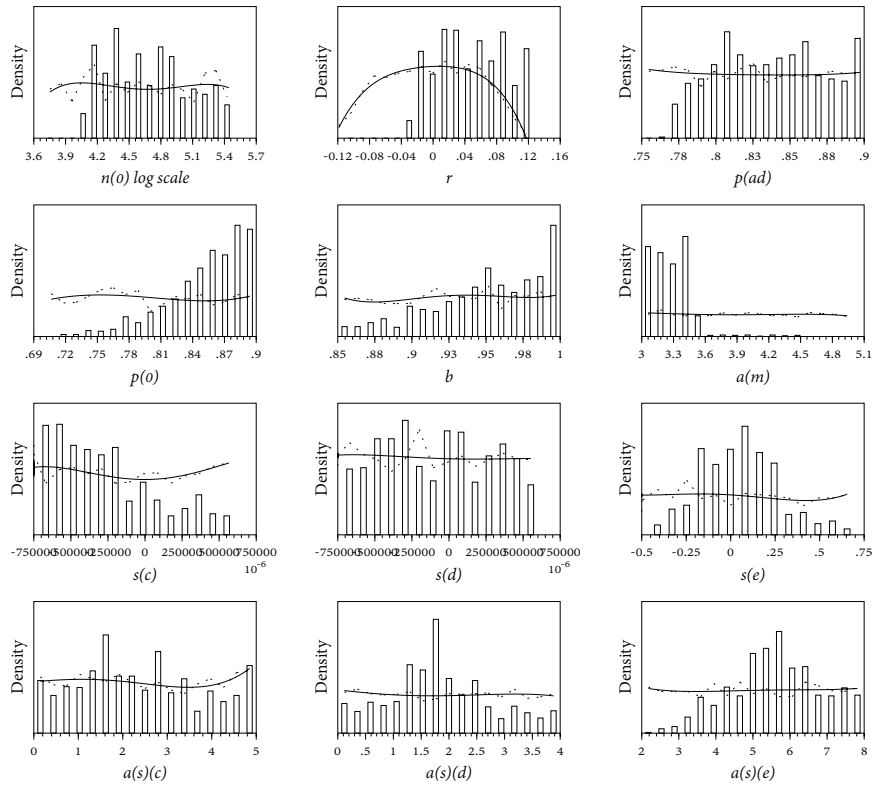 Density Density Density
3.6 3.9 4.2 4.5 4.8 5.1 5.4 5.7
n(0) log scale
-0.12 -0.08 -0.04 0 .04 .08 .12 .16
r
.75 .78 .8 .83 .85 .88 .9
p(ad)
Density Density Density
69 .72 .75 .78 .81 .84 .87 .9
p(0)
.85 .88 .9 .93 .95 .98 1
b
3 3.3 3.6 3.9 4.2 4.5 4.8 5.1
a(m)
Density Density Density
-750000 -500000 -250000 0 250000 500000 750000
10-6
s(c)
-750000 -500000 -250000 0 250000 500000 750000
10-6
s(d)
-0.5 -0.25 0 .25 .5 .75
s(e)
Density Density Density
0 1 2 3 4 5
a(s)(c)
0 .5 1 1.5 2 2.5 3 3.5 4
a(s)(d)
2 3 4 5 6 7 8
a(s)(e)